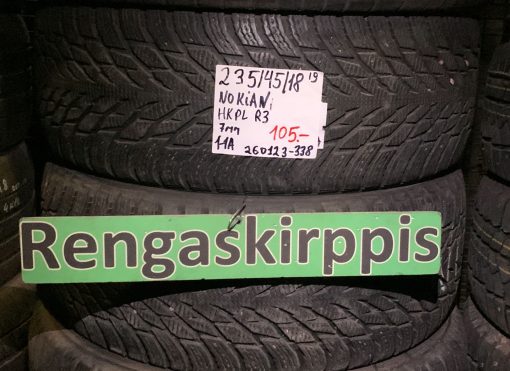 235/45/18 19
NOKiAN
HKPL R3
7mm 105.-
11A 260123-338
Rengaskirppis